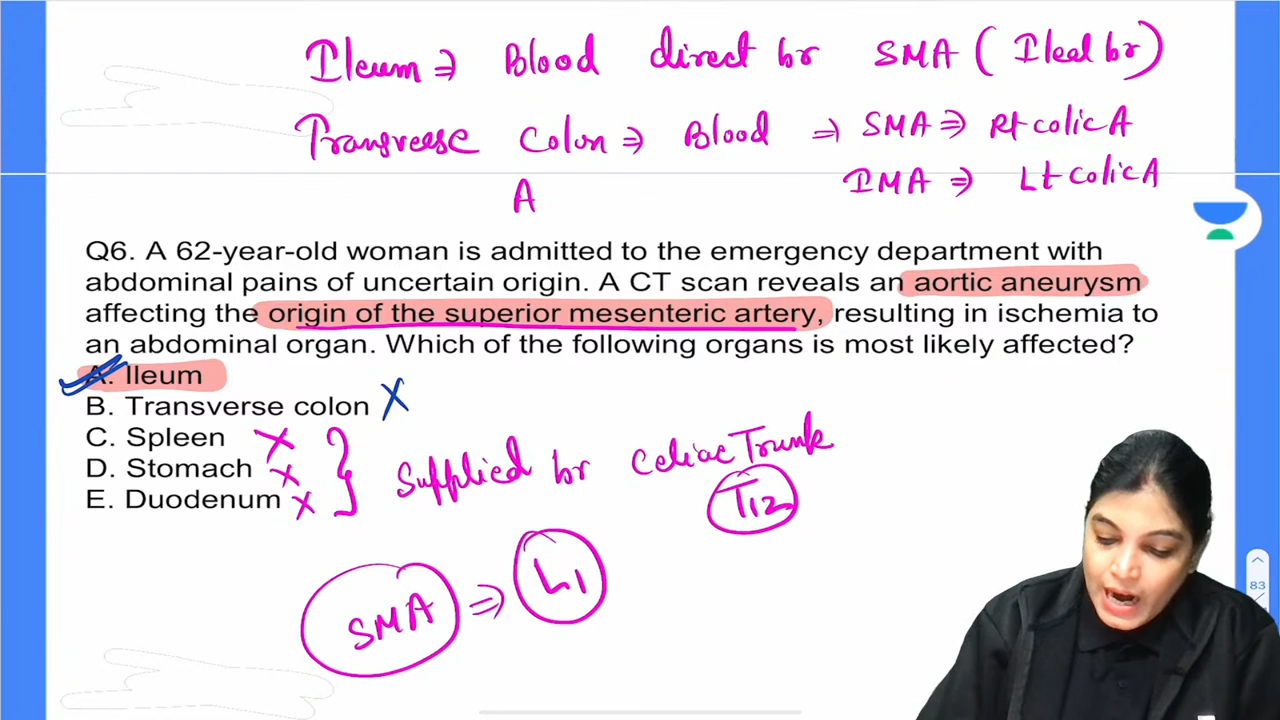 Ileum ⇒ Blood direct br SMA (Ileal br)
Transverse Colon ⇒ Blood ⇒ SMA ⇒ Rt colic A
A IMA ⇒ Lt colic A
Q6. A 62-year-old woman is admitted to the emergency department with
abdominal pains of uncertain origin. A CT scan reveals an aortic aneurysm
affecting the origin of the superior mesenteric artery, resulting in ischemia to
an abdominal organ. Which of the following organs is most likely affected?
A. Ileum
B. Transverse colon X
C. Spleen X
D. Stomach X
E. Duodenum X
Supplied br Celiac Trunk
T12
SMA ⇒ L1
83